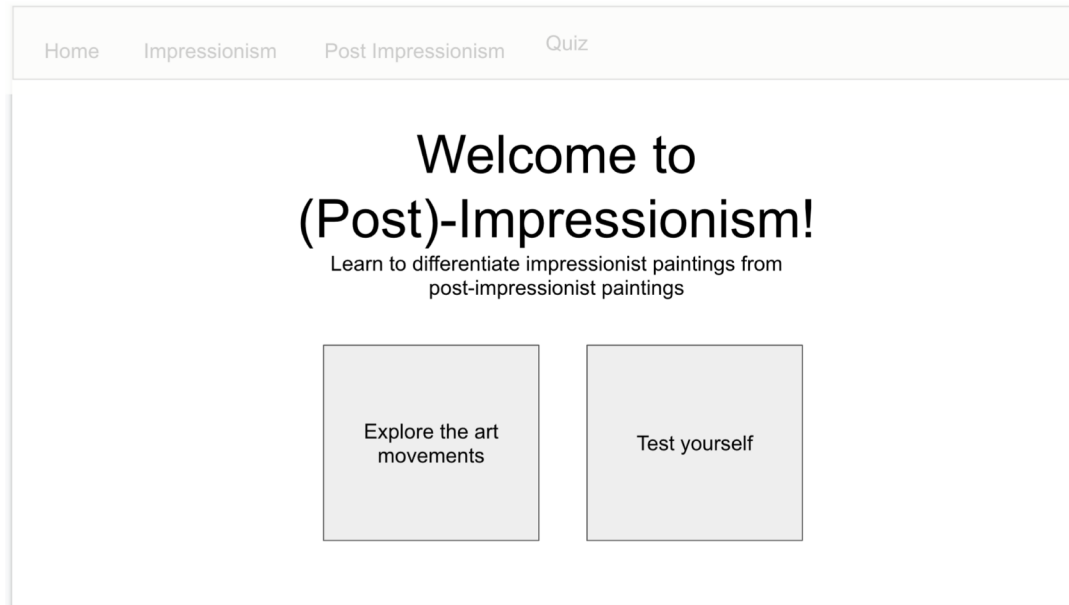 Home Impressionism Post Impressionism Quiz
Welcome to
(Post)-Impressionism!
Learn to differentiate impressionist paintings from
post-impressionist paintings
Explore the art
movements
Test yourself